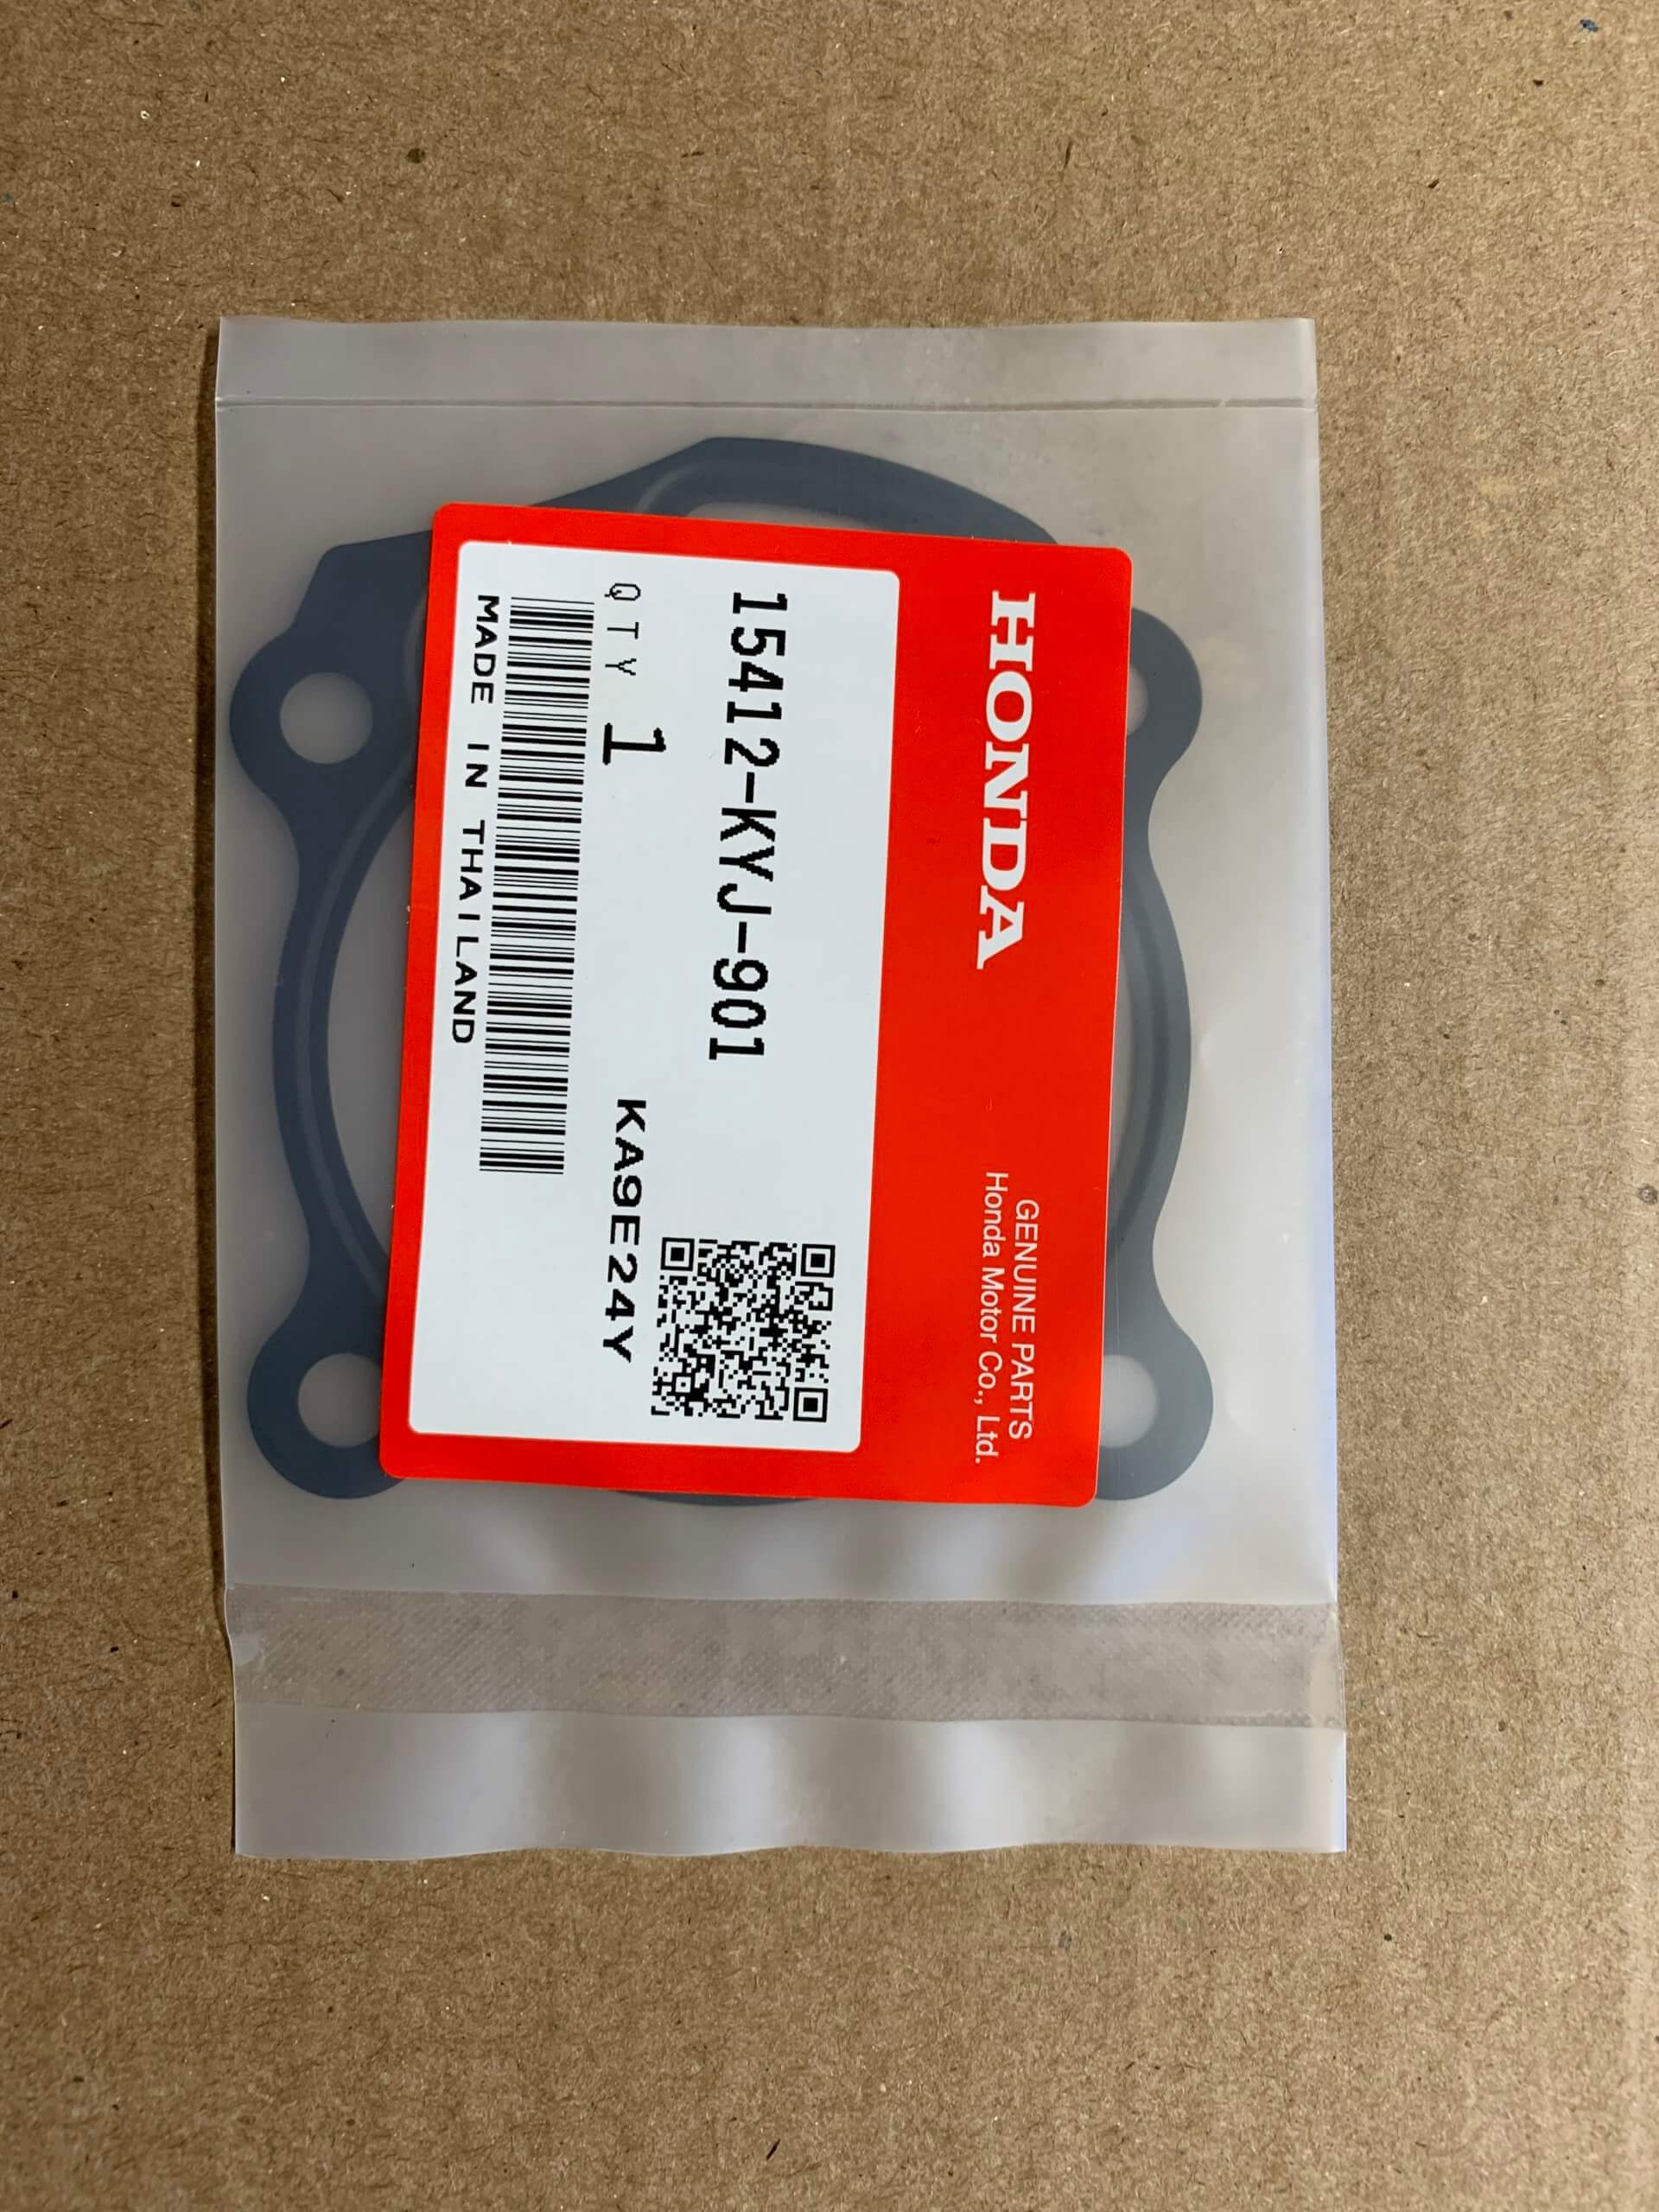 HONDA
GENUINE PARTS
Honda Motor Co., Ltd.
15412-KYJ-901
QTY 1
KA9E24Y
MADE IN THAILAND